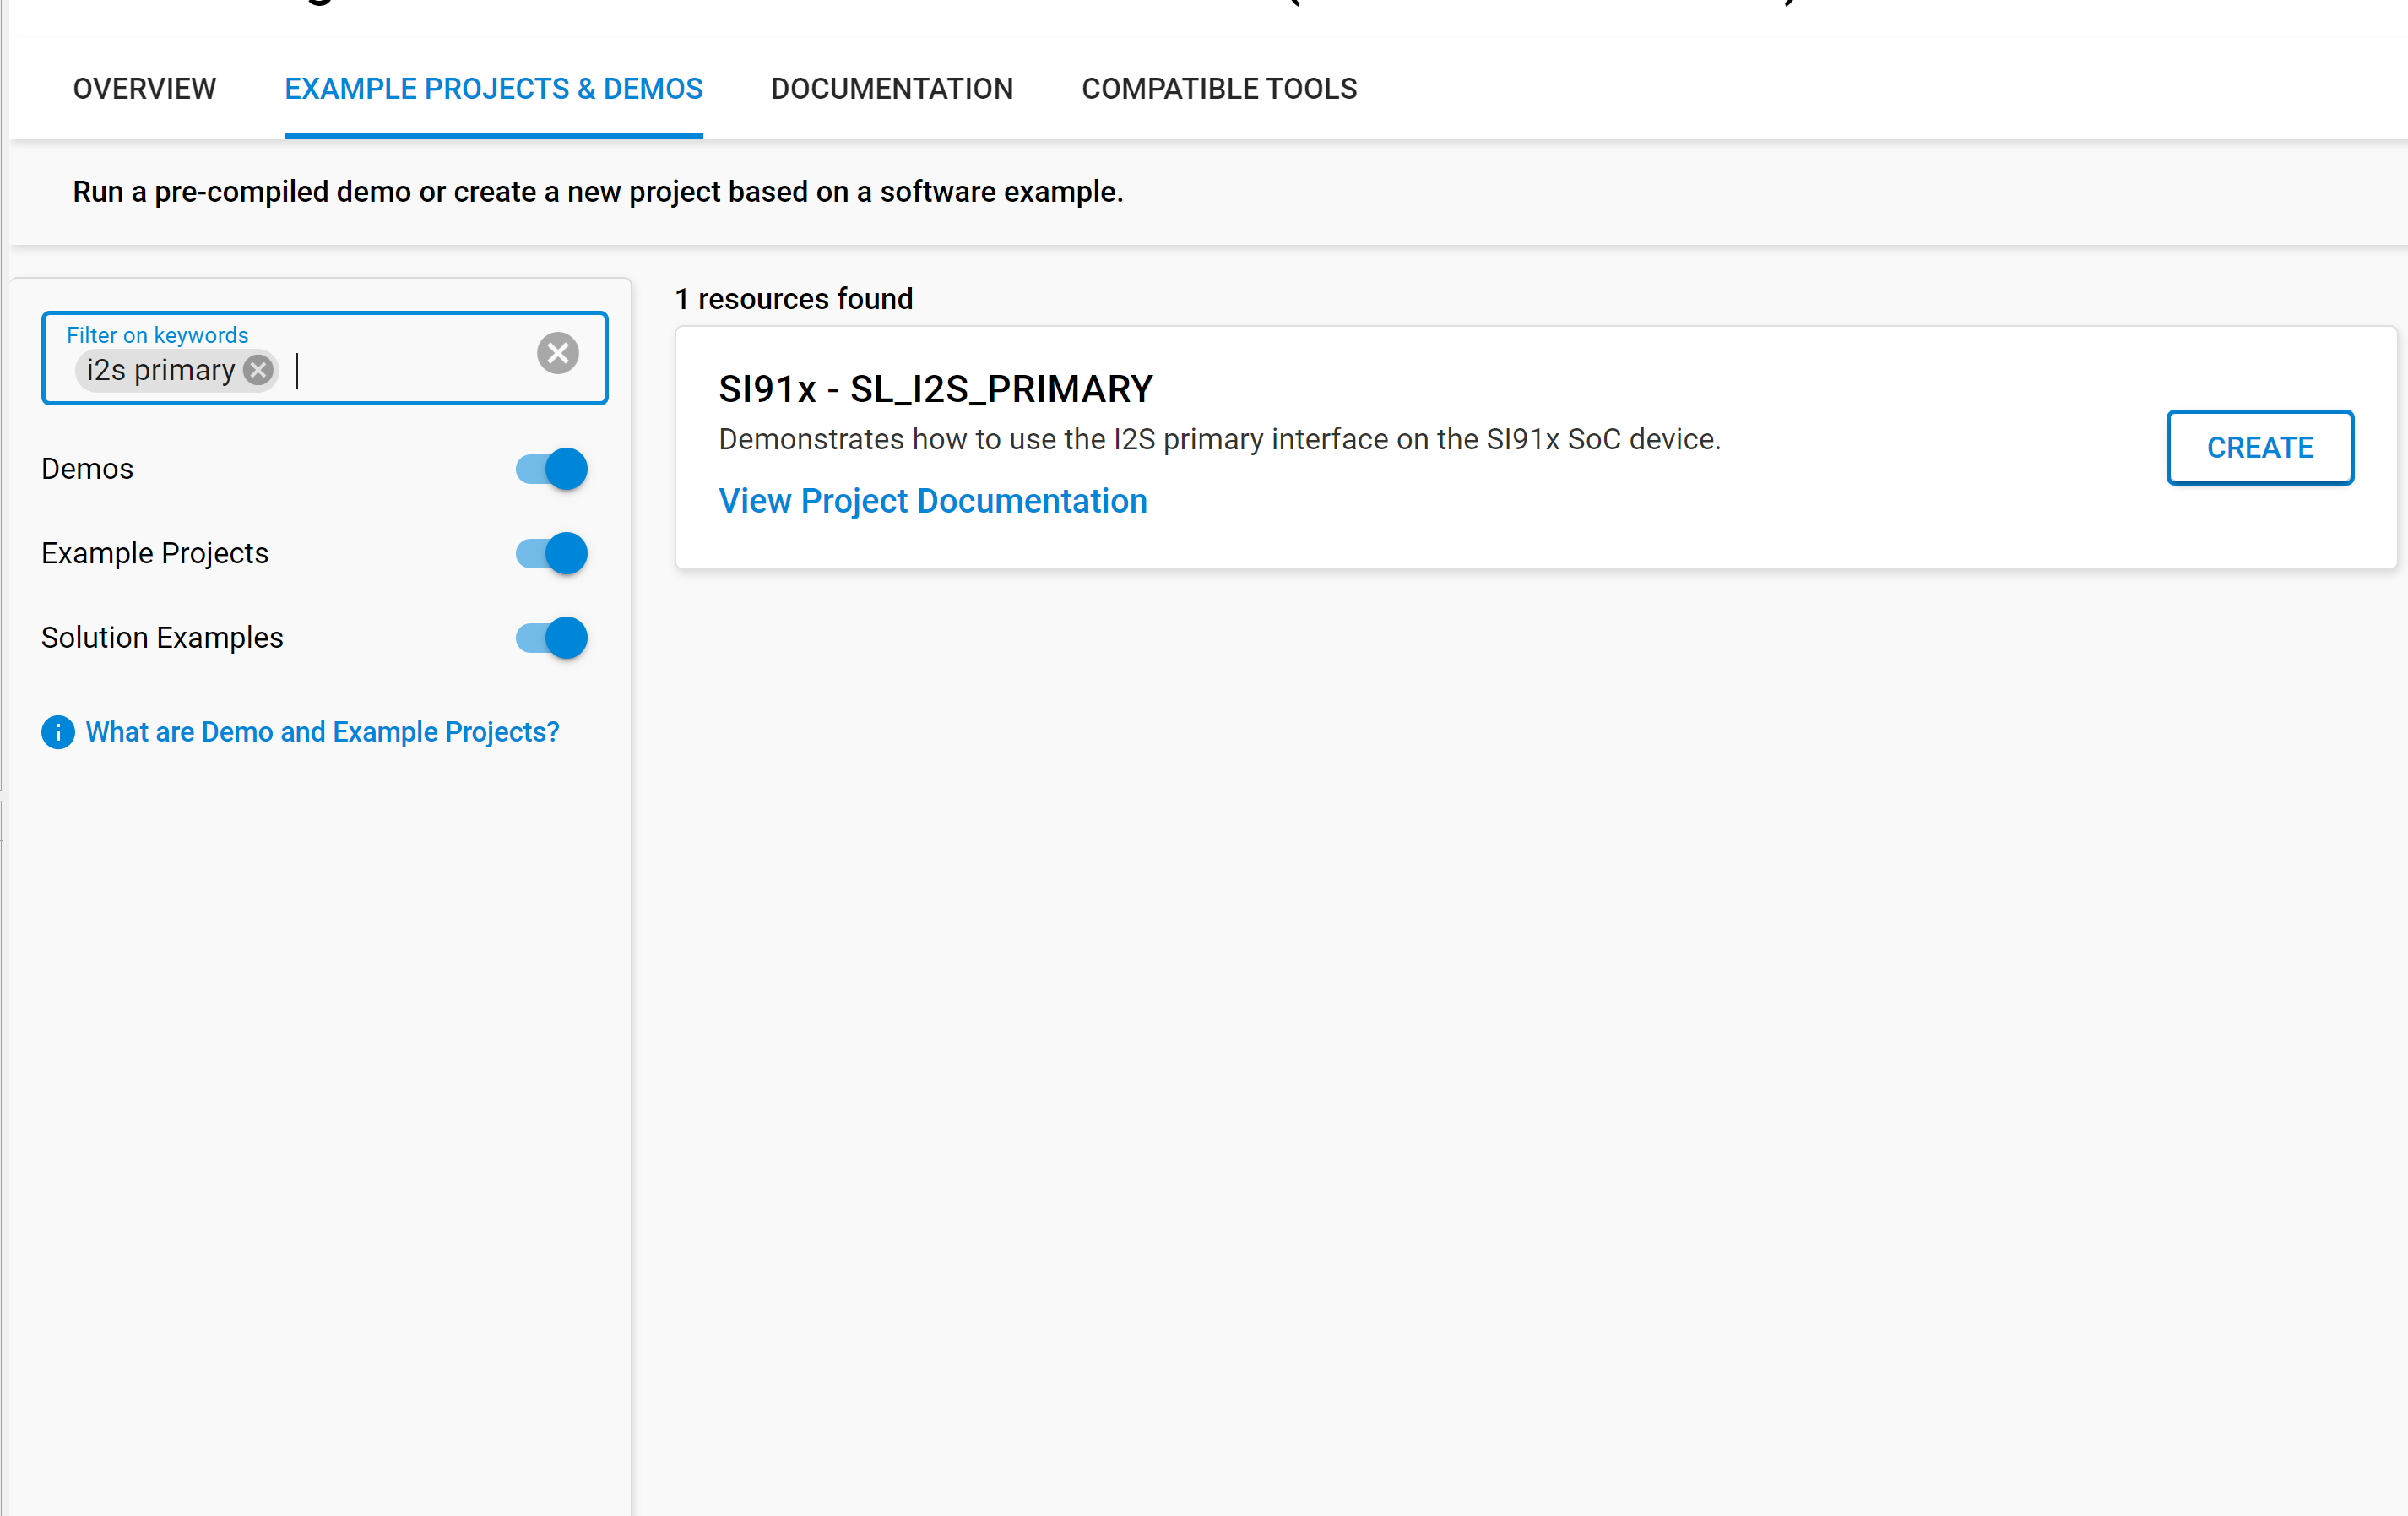 OVERVIEW EXAMPLE PROJECTS & DEMOS DOCUMENTATION COMPATIBLE TOOLS
Run a pre-compiled demo or create a new project based on a software example.
Filter on keywords
i2s primary
Demos
Example Projects
Solution Examples
What are Demo and Example Projects?
1 resources found
SI91x - SL_I2S_PRIMARY
Demonstrates how to use the I2S primary interface on the SI91x SoC device.
View Project Documentation
CREATE